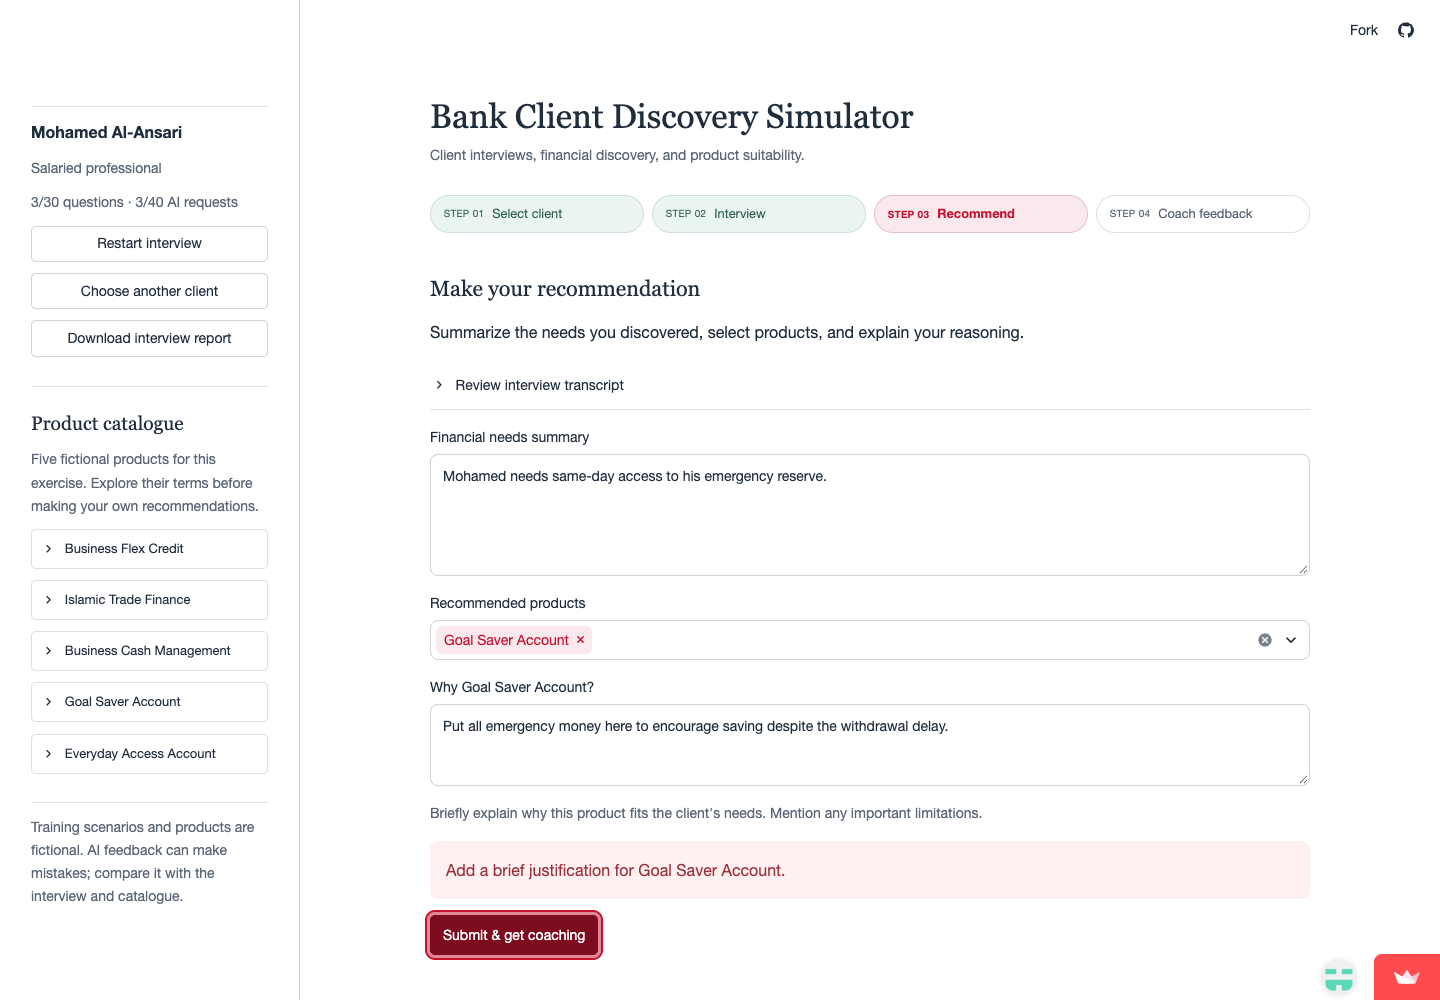 Fork
Mohamed Al-Ansari
Salaried professional
3/30 questions · 3/40 AI requests
Restart interview
Choose another client
Download interview report
Product catalogue
Five fictional products for this
exercise. Explore their terms before
making your own recommendations.
Business Flex Credit
Islamic Trade Finance
Business Cash Management
Goal Saver Account
Everyday Access Account
Training scenarios and products are
fictional. AI feedback can make
mistakes; compare it with the
interview and catalogue.
Bank Client Discovery Simulator
Client interviews, financial discovery, and product suitability.
STEP 01 Select client
STEP 02 Interview
STEP 03 Recommend
STEP 04 Coach feedback
Make your recommendation
Summarize the needs you discovered, select products, and explain your reasoning.
Review interview transcript
Financial needs summary
Mohamed needs same-day access to his emergency reserve.
Recommended products
Goal Saver Account
Why Goal Saver Account?
Put all emergency money here to encourage saving despite the withdrawal delay.
Briefly explain why this product fits the client's needs. Mention any important limitations.
Add a brief justification for Goal Saver Account.
Submit & get coaching